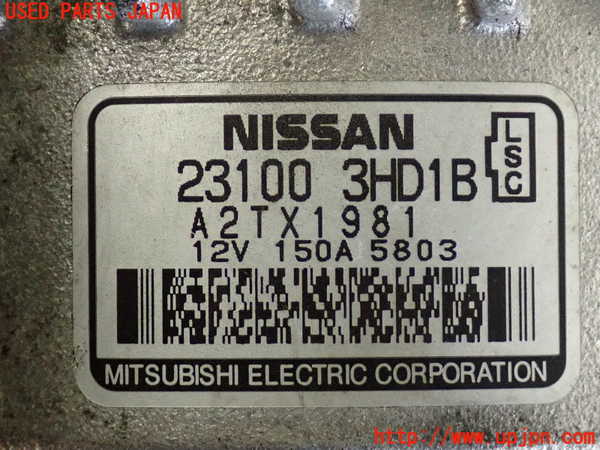 USED PARTS JAPAN
NISSAN
23100 3HD1B
LSC
A2TX1981
12V 150A 5803
MITSUBISHI ELECTRIC CORPORATION
http://www.upjpn.com